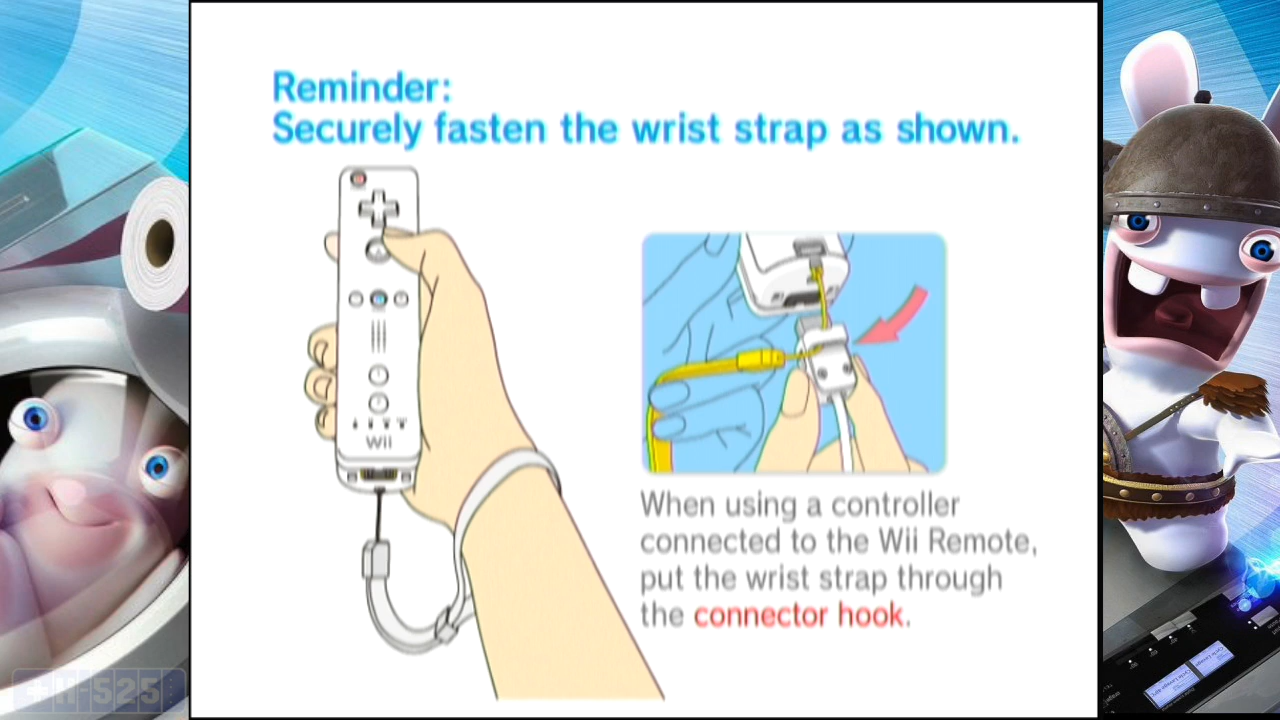 Reminder:
Securely fasten the wrist strap as shown.
Wii
When using a controller
connected to the Wii Remote,
put the wrist strap through
the connector hook.
H-525